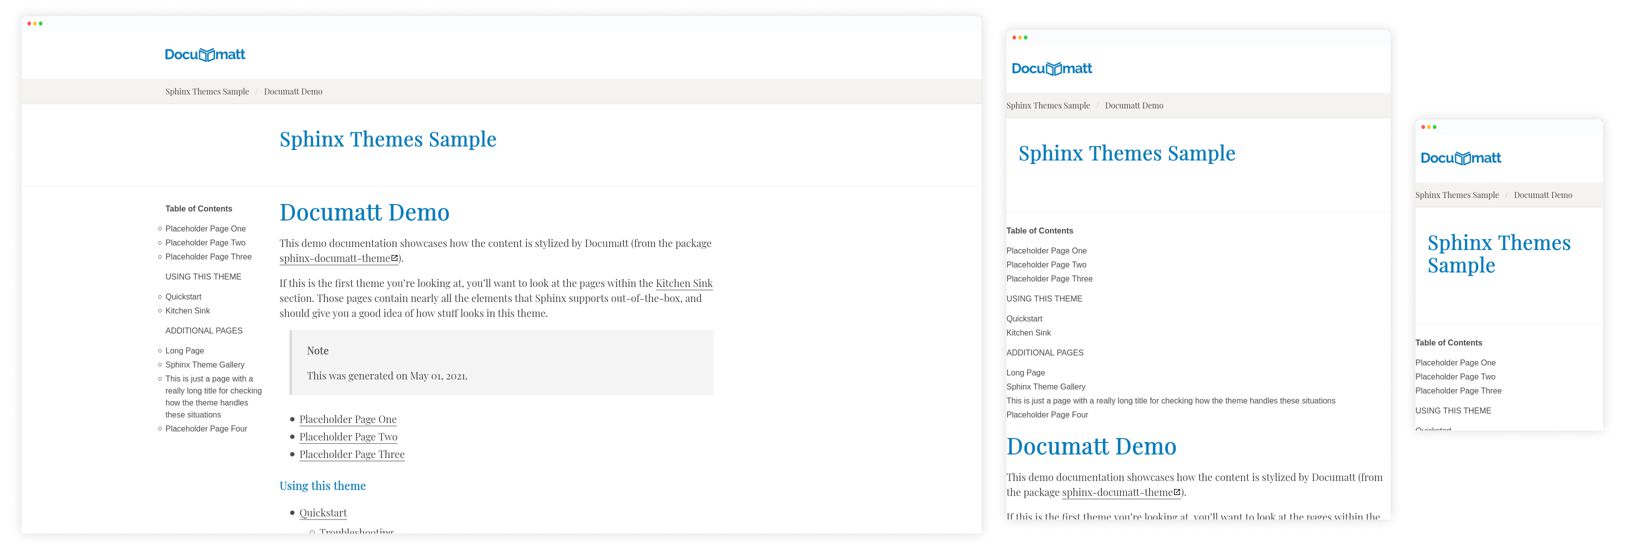 Documatt
Sphinx Themes Sample / Documatt Demo
Sphinx Themes Sample
Table of Contents
Placeholder Page One
Placeholder Page Two
Placeholder Page Three
USING THIS THEME
Quickstart
Kitchen Sink
ADDITIONAL PAGES
Long Page
Sphinx Theme Gallery
This is just a page with a
really long title for checking
how the theme handles
these situations
Placeholder Page Four
Documatt Demo
This demo documentation showcases how the content is stylized by Documatt (from the package
sphinx-documatt-theme).
If this is the first theme you’re looking at, you’ll want to look at the pages within the Kitchen Sink
section. Those pages contain nearly all the elements that Sphinx supports out-of-the-box, and
should give you a good idea of how stuff looks in this theme.
Note
This was generated on May 01, 2021.
Placeholder Page One
Placeholder Page Two
Placeholder Page Three
Using this theme
Quickstart
Troubleshooting
Documatt
Sphinx Themes Sample / Documatt Demo
Sphinx Themes Sample
Table of Contents
Placeholder Page One
Placeholder Page Two
Placeholder Page Three
USING THIS THEME
Quickstart
Kitchen Sink
ADDITIONAL PAGES
Long Page
Sphinx Theme Gallery
This is just a page with a really long title for checking how the theme handles these situations
Placeholder Page Four
Documatt Demo
This demo documentation showcases how the content is stylized by Documatt (from
the package sphinx-documatt-theme).
If this is the first theme you’re looking at, you’ll want to look at the pages within the
Documatt
Sphinx Themes Sample / Documatt Demo
Sphinx Themes
Sample
Table of Contents
Placeholder Page One
Placeholder Page Two
Placeholder Page Three
USING THIS THEME
Quickstart